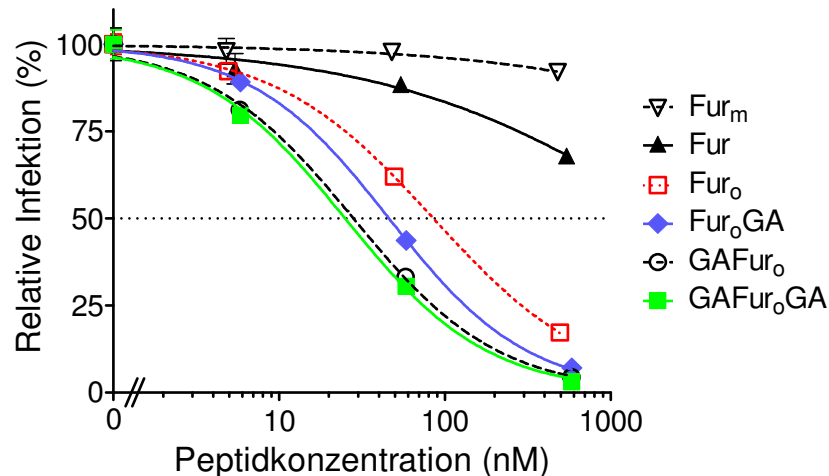 Relative Infektion (%)
100
75
50
25
0
0
10
100
1000
Peptidkonzentration (nM)
Furₘ
Fur
Furₒ
FurₒGA
GAFurₒ
GAFurₒGA